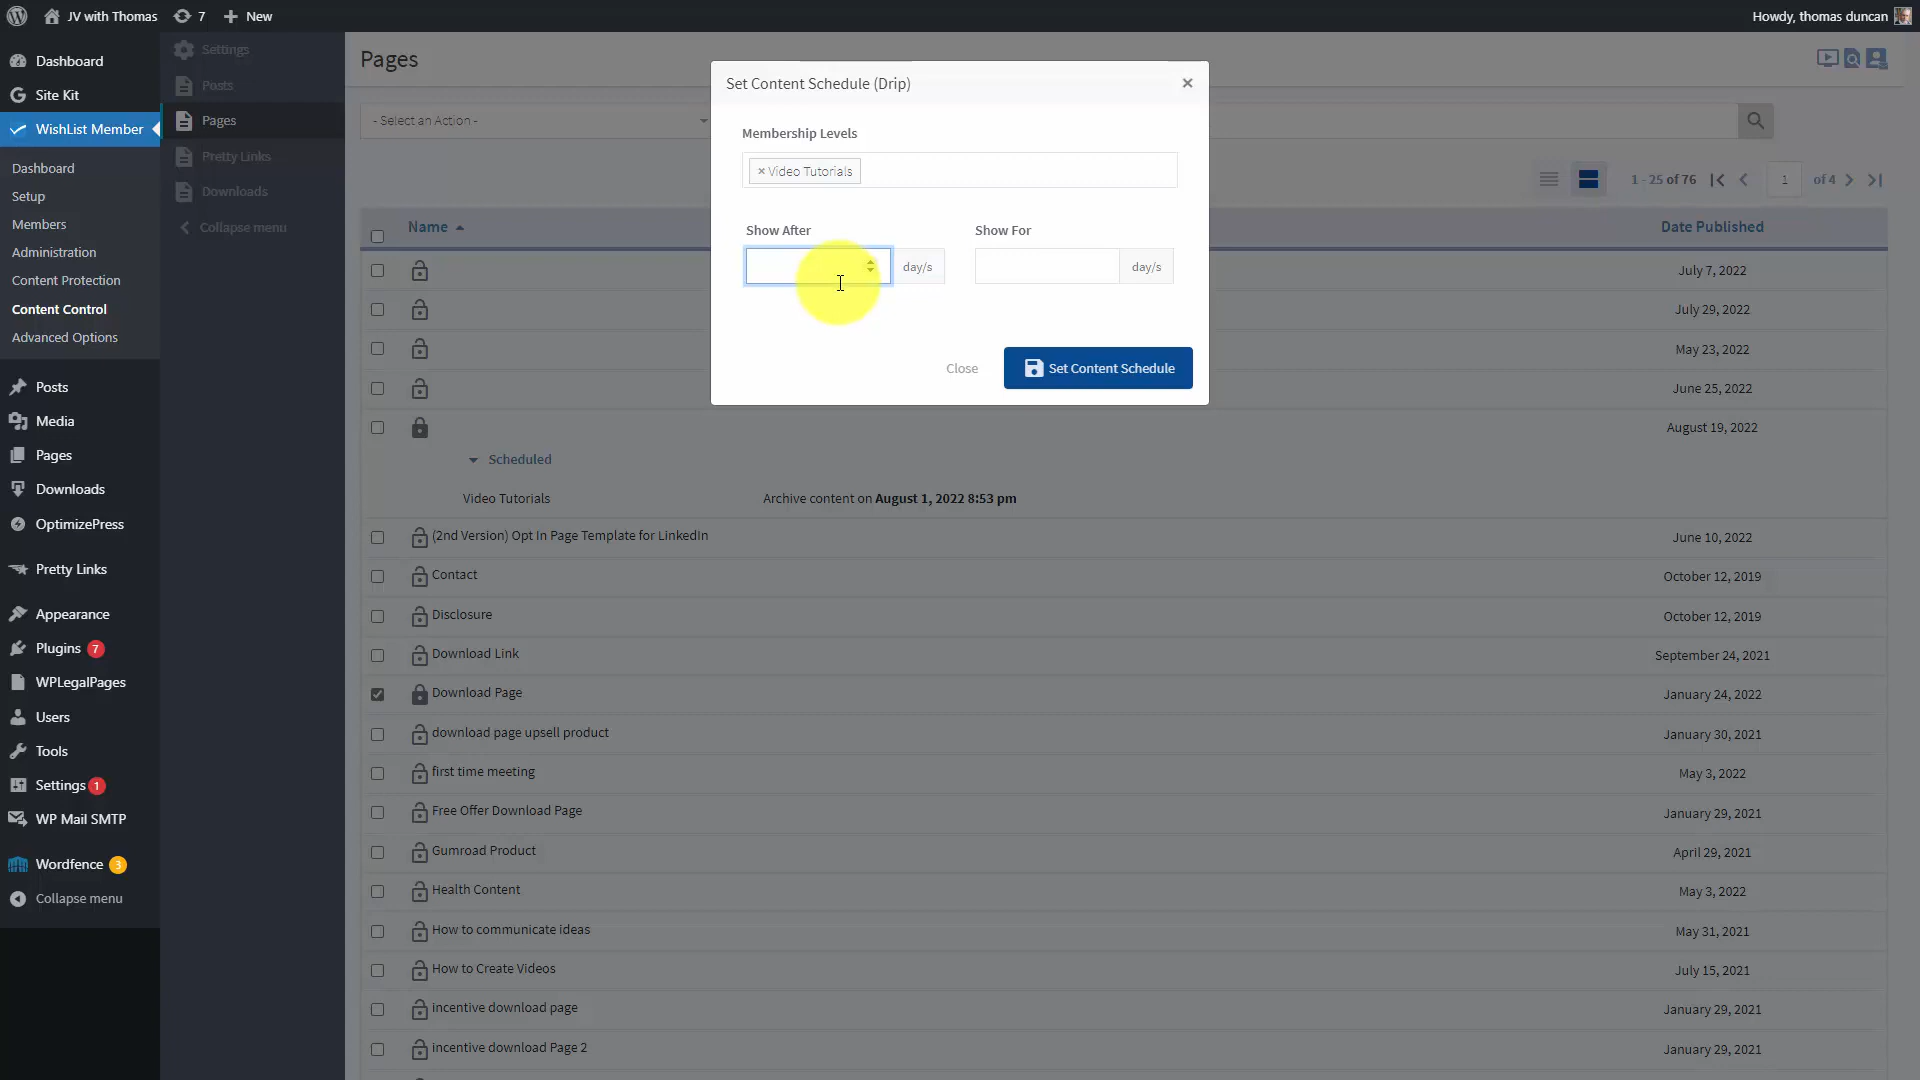 JV with Thomas
7
New
Howdy, thomas duncan
Dashboard
Site Kit
WishList Member
Dashboard
Setup
Members
Administration
Content Protection
Content Control
Advanced Options
Posts
Media
Pages
Downloads
OptimizePress
Pretty Links
Appearance
Plugins 7
WPLegalPages
Users
Tools
Settings 1
WP Mail SMTP
Wordfence 3
Collapse menu
Settings
Posts
Pages
Pretty Links
Downloads
Collapse menu
Pages
- Select an Action -
1 - 25 of 76
1
of 4
Set Content Schedule (Drip)
×
Membership Levels
× Video Tutorials
Show After
Show For
day/s
day/s
Close
Set Content Schedule
Name
Date Published
July 7, 2022
July 29, 2022
May 23, 2022
June 25, 2022
August 19, 2022
Scheduled
Video Tutorials
Archive content on August 1, 2022 8:53 pm
(2nd Version) Opt In Page Template for LinkedIn
June 10, 2022
Contact
October 12, 2019
Disclosure
October 12, 2019
Download Link
September 24, 2021
Download Page
January 24, 2022
download page upsell product
January 30, 2021
first time meeting
May 3, 2022
Free Offer Download Page
January 29, 2021
Gumroad Product
April 29, 2021
Health Content
May 3, 2022
How to communicate ideas
May 31, 2021
How to Create Videos
July 15, 2021
incentive download page
January 29, 2021
incentive download Page 2
January 29, 2021